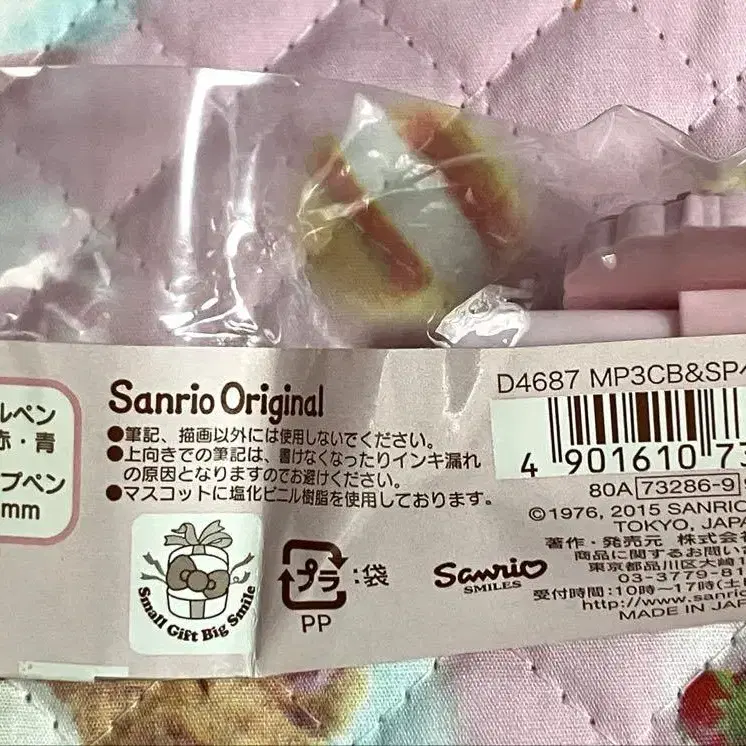 ルペン
赤・青
プペン
mm
Sanrio Original
●筆記、描画以外には使用しないでください。
●上向きでの筆記は、書けなくなったりインキ漏れ
の原因となりますのでお避けください。
●マスコットに塩化ビニル樹脂を使用しております。
Small Gift Big Smile
プラ
:袋
PP
Sanrio
SMILES
D4687 MP3CB&SP
4 901610 73
80A 73286-9
©1976, 2015 SANRIO
TOKYO, JAPA
著作・発売元 株式会
商品に関するお問い
東京都品川区大崎1
03-3779-81
受付時間:10時~17時(土
http://www.sanri
MADE IN JAP